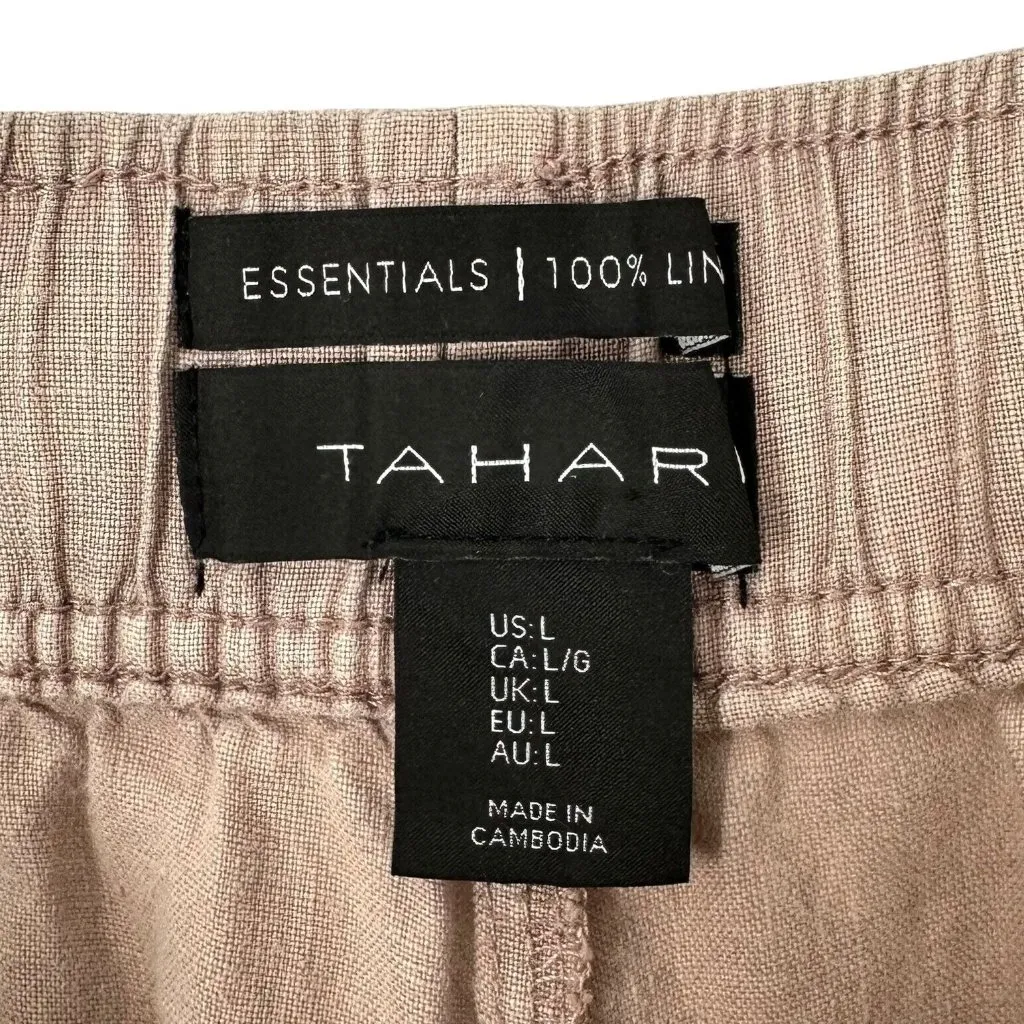 ESSENTIALS | 100% LIN
TAHARI
US: L
CA: L/G
UK: L
EU: L
AU: L
MADE IN
CAMBODIA